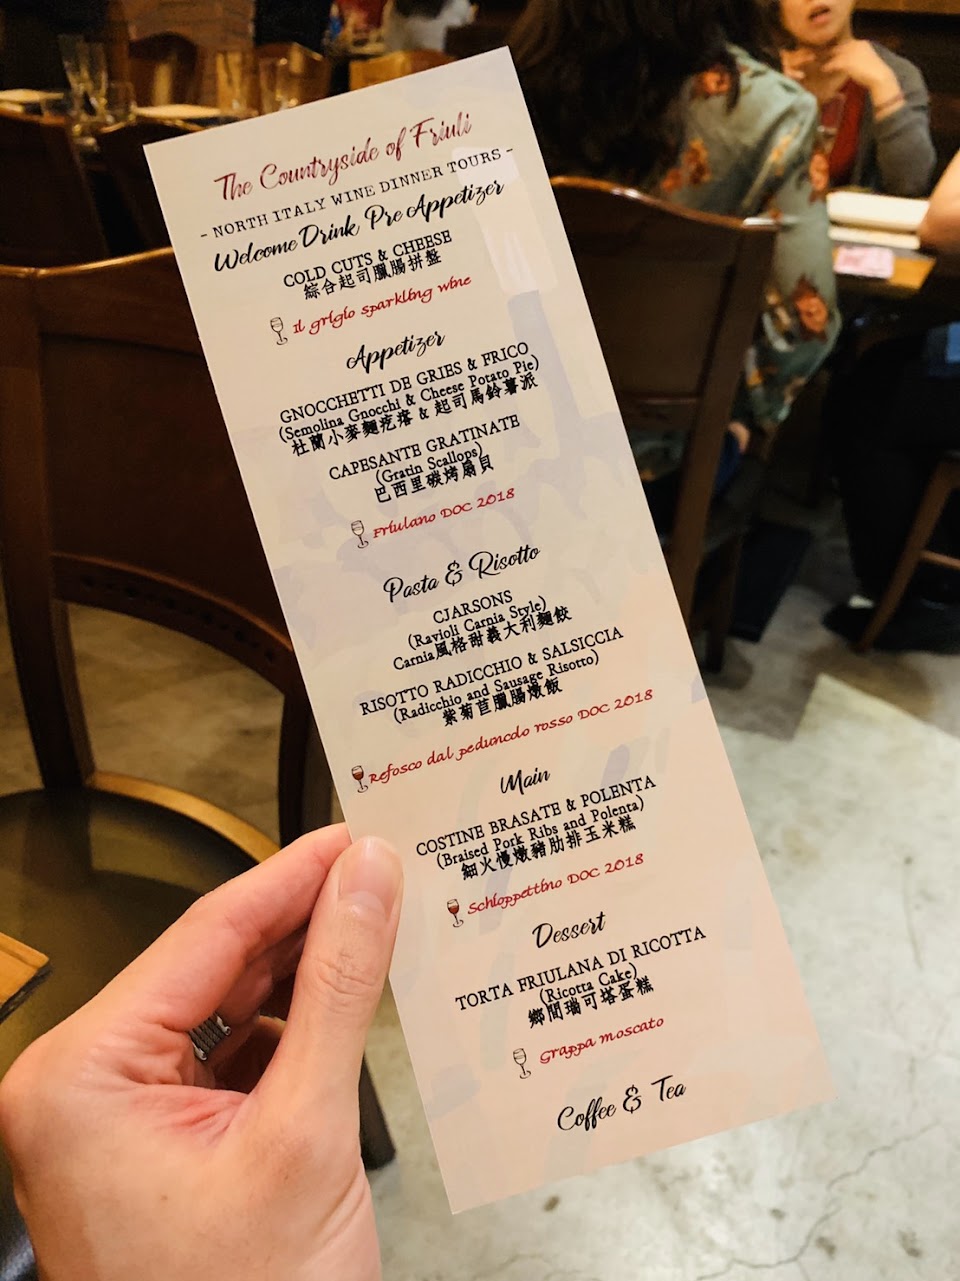 The Countryside of Friuli
- NORTH ITALY WINE DINNER TOURS -
Welcome Drink Pre Appetizer
COLD CUTS & CHEESE
綜合起司臘腸拼盤
Il grigio sparkling wine
Appetizer
GNOCCHETTI DE GRIES & FRICO
(Semolina Gnocchi & Cheese Potato Pie)
杜蘭小麥麵疙瘩 & 起司馬鈴薯派
CAPESANTE GRATINATE
(Gratin Scallops)
巴西里碳烤扇貝
Friulano DOC 2018
Pasta & Risotto
CJARSONS
(Ravioli Carnia Style)
Carnia風格甜義大利麵餃
RISOTTO RADICCHIO & SALSICCIA
(Radicchio and Sausage Risotto)
紫菊苣臘腸燉飯
Refosco dal peduncolo rosso DOC 2018
Main
COSTINE BRASATE & POLENTA
(Braised Pork Ribs and Polenta)
細火慢燉豬肋排玉米糕
Schioppettino DOC 2018
Dessert
TORTA FRIULANA DI RICOTTA
(Ricotta Cake)
鄉間瑞可塔蛋糕
Grappa moscato
Coffee & Tea